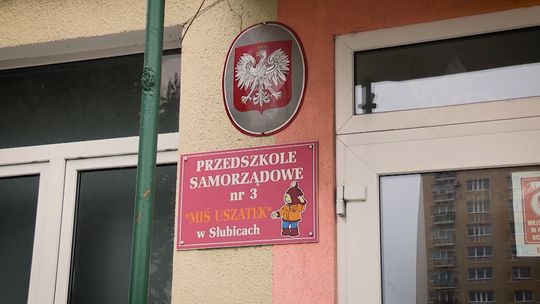 PRZEDSZKOLE
SAMORZĄDOWE
nr 3
"MIŚ USZATEK"
w Słubicach